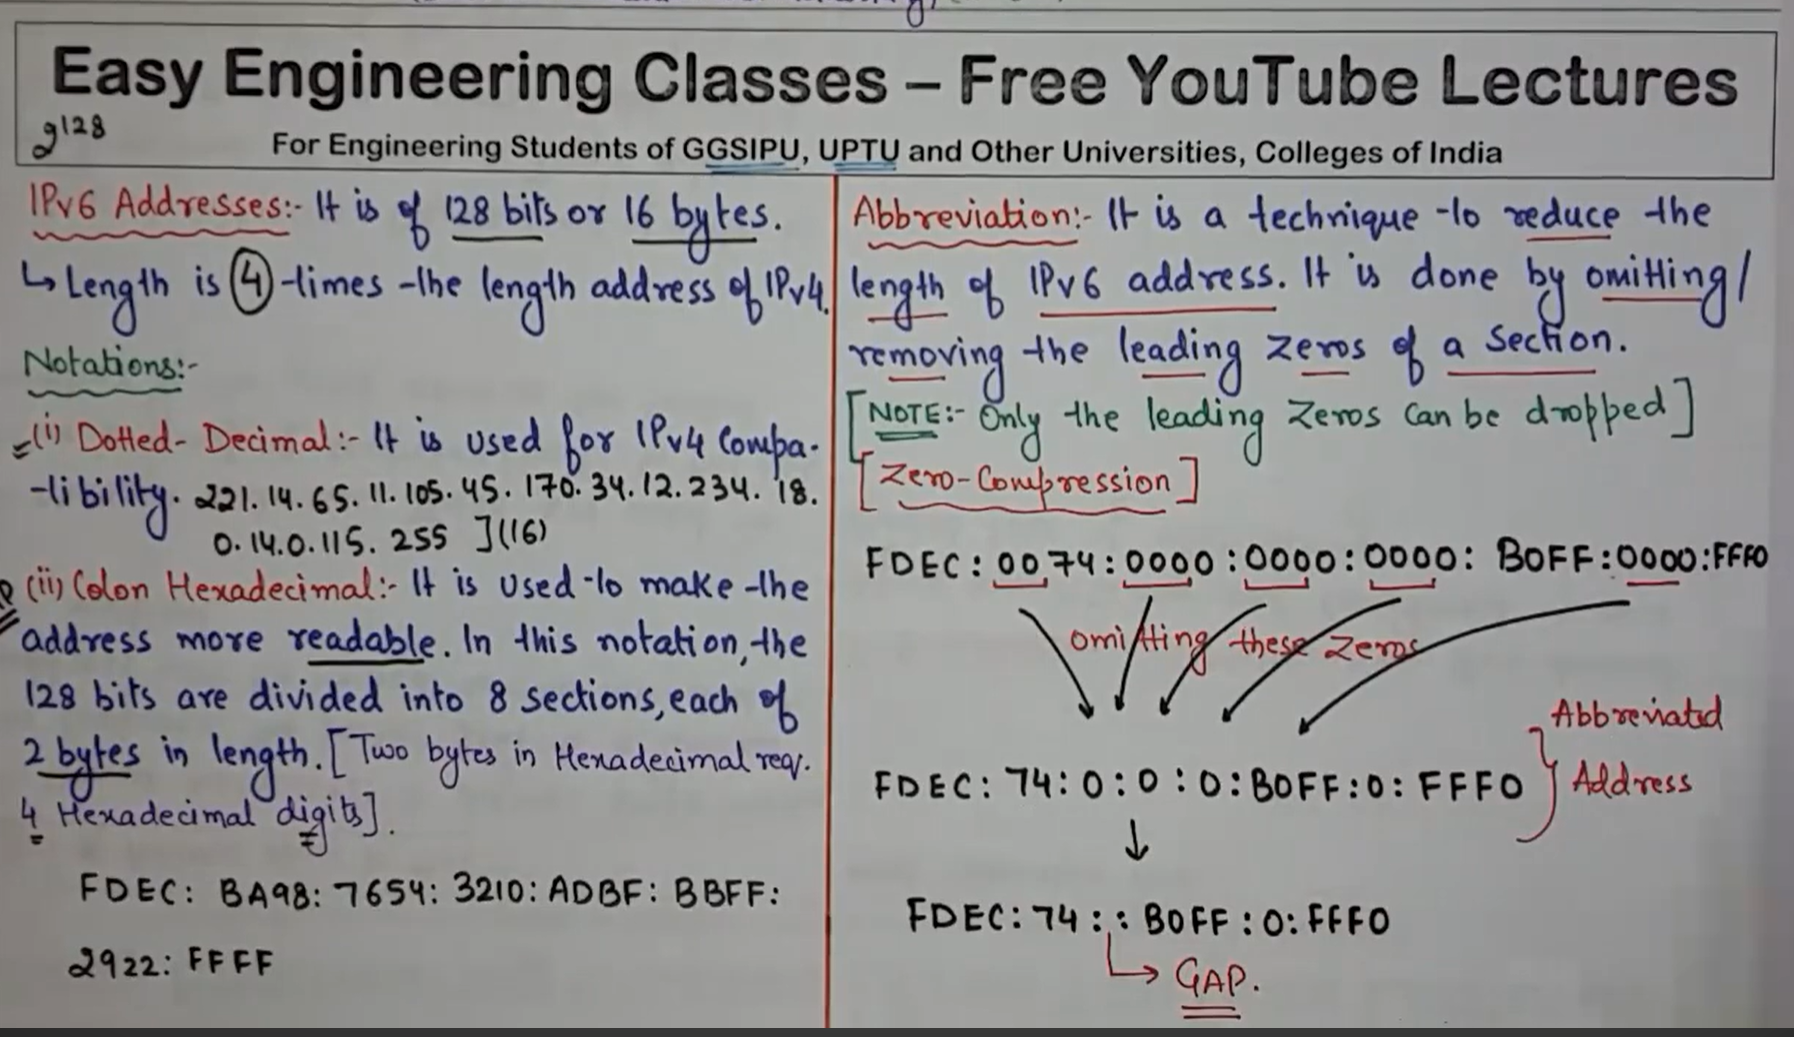 Easy Engineering Classes – Free YouTube Lectures
2^128
For Engineering Students of GGSIPU, UPTU and Other Universities, Colleges of India
IPv6 Addresses:- It is of 128 bits or 16 bytes.
↳ Length is 4 -times -the length address of IPv4.
Notations:-
(i) Dotted-Decimal:- It is used for IPv4 Compa-
-tibility. 221.14.65.11.105.45.170.34.12.234.18.
0.14.0.115.255 ](16)
(ii) Colon Hexadecimal:- It is used to make -the
address more readable. In this notation, the
128 bits are divided into 8 sections, each of
2 bytes in length. [Two bytes in Hexadecimal req.
4 Hexadecimal digits].
FDEC: BA98: 7654: 3210: ADBF: BBFF:
2922: FFFF
Abbreviation:- It is a technique to reduce the
length of IPv6 address. It is done by omitting/
removing the leading zeros of a section.
[NOTE:- Only the leading zeros can be dropped]
[Zero-Compression]
FDEC: 0074: 0000 : 0000: 0000: B0FF: 0000: FFF0
omitting these zeros
FDEC: 74: 0: 0 : 0: B0FF: 0: FFF0
Abbreviated
Address
FDEC: 74 : : B0FF : 0: FFF0
GAP.